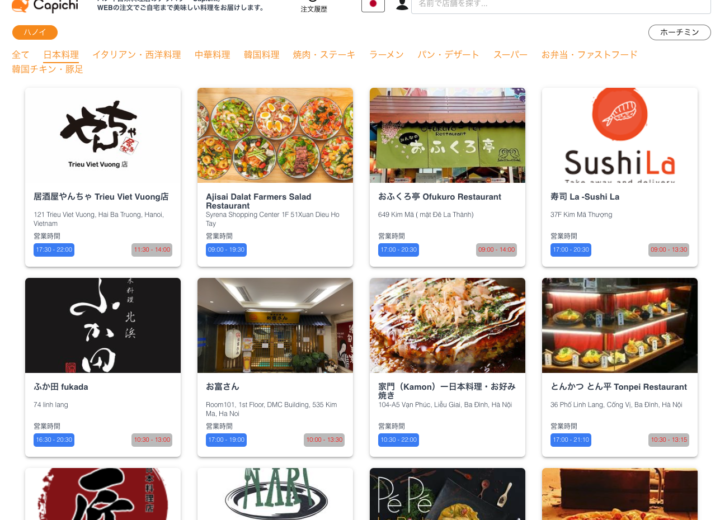 Capichi
WEBの注文でご自宅まで美味しい料理をお届けします。
注文履歴
名前で店舗を探す...
ハノイ
ホーチミン
全て 日本料理 イタリアン・西洋料理 中華料理 韓国料理 焼肉・ステーキ ラーメン パン・デザート スーパー お弁当・ファストフード
韓国チキン・豚足
やんちゃ
Trieu Viet Vuong店
Ofukuro Tei
Restaurant
おふくろ亭
SushiLa
Take away and delivery
居酒屋やんちゃ Trieu Viet Vuong店
121 Trieu Viet Vuong, Hai Ba Truong, Hanoi,
Vietnam
営業時間
17:30 - 22:00
11:30 - 14:00
Ajisai Dalat Farmers Salad
Restaurant
Syrena Shopping Center 1F 51Xuan Dieu Ho
Tay
営業時間
09:00 - 19:30
おふくろ亭 Ofukuro Restaurant
649 Kim Mã ( mặt Đê La Thành)
営業時間
17:00 - 20:30
09:00 - 14:00
寿司 La -Sushi La
37F Kim Mã Thượng
営業時間
17:00 - 20:30
09:00 - 13:30
ふか田
北浜
ふか田 fukada
74 linh lang
営業時間
16:30 - 20:30
10:30 - 13:00
お富さん
Room101, 1st Floor, DMC Building, 535 Kim
Ma, Ha Noi
営業時間
17:00 - 19:00
10:00 - 13:30
家門（Kamon）ー日本料理・お好み
焼き
104-A5 Vạn Phúc, Liễu Giai, Ba Đình, Hà Nội
営業時間
10:30 - 22:00
とんかつ とん平 Tonpei Restaurant
36 Phố Linh Lang, Cống Vị, Ba Đình, Hà Nội
営業時間
17:00 - 21:10
10:30 - 13:15
本料理店
匠
NARI
PéPé